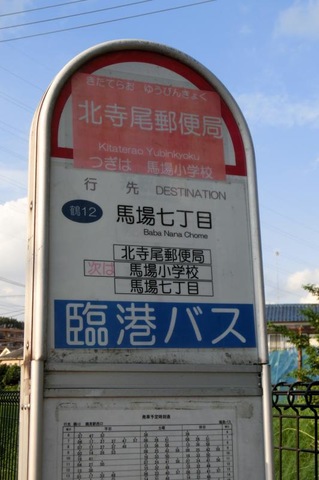 きたてらお ゆうびんきょく
北寺尾郵便局
Kitaterao Yubinkyoku
つぎは 馬場小学校
行先 DESTINATION
鶴12 馬場七丁目
Baba Nana Chome
北寺尾郵便局
次は 馬場小学校
馬場七丁目
臨港バス